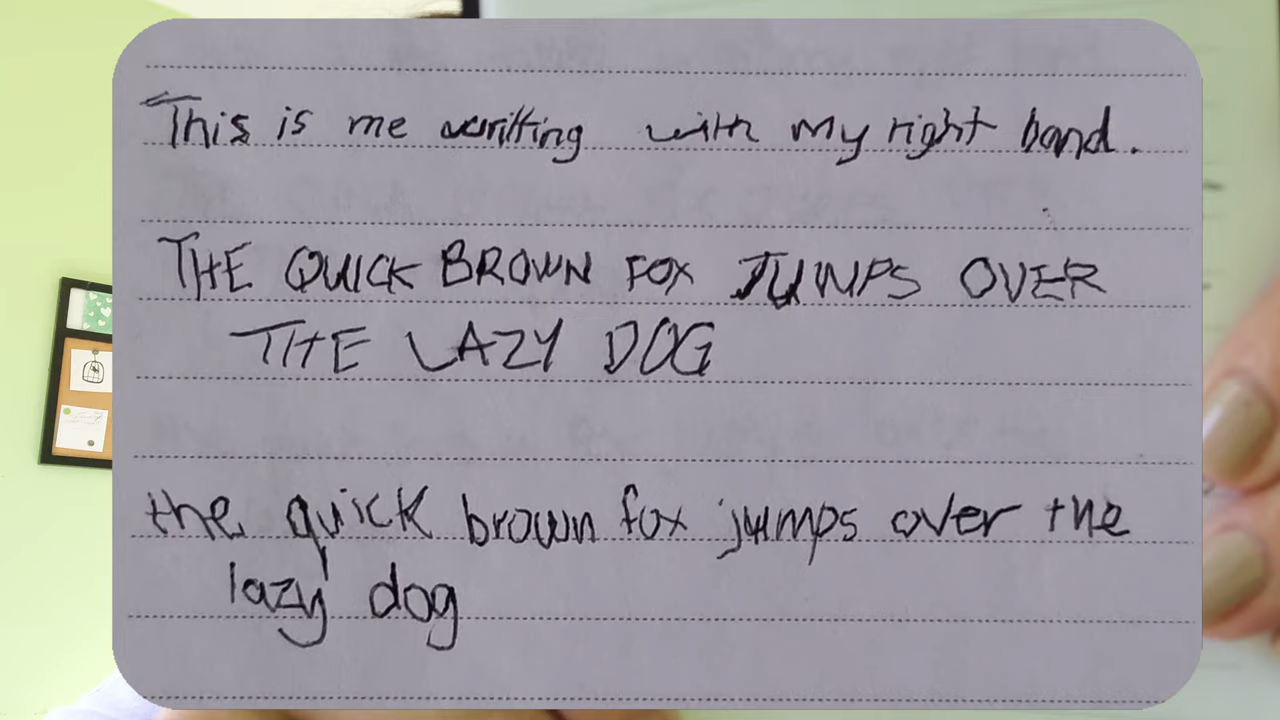 This is me writting with my right hand.
THE QUICK BROWN FOX JUMPS OVER
THE LAZY DOG
the quick brown fox jumps over the
lazy dog